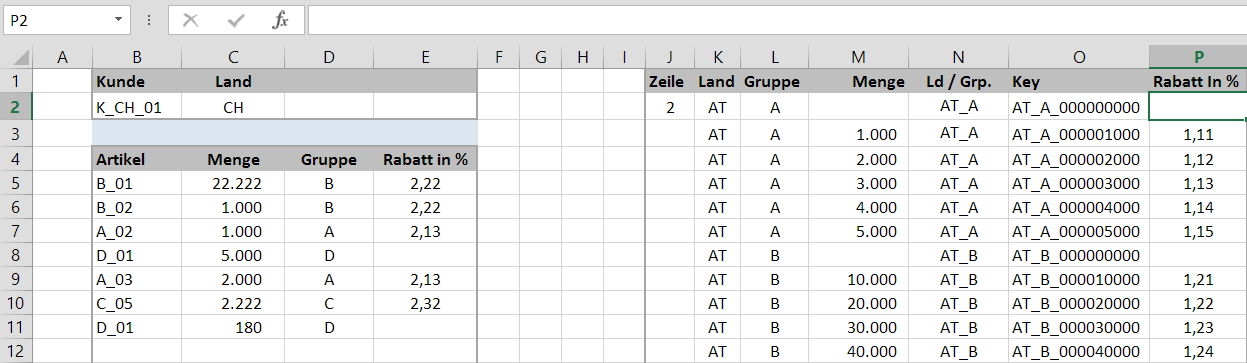 P2
fx
A B C D E F G H I J K L M N O P
1 Kunde Land Zeile Land Gruppe Menge Ld / Grp. Key Rabatt In %
2 K_CH_01 CH 2 AT A AT_A AT_A_000000000
3 AT A 1.000 AT_A AT_A_000001000 1,11
4 Artikel Menge Gruppe Rabatt in % AT A 2.000 AT_A AT_A_000002000 1,12
5 B_01 22.222 B 2,22 AT A 3.000 AT_A AT_A_000003000 1,13
6 B_02 1.000 B 2,22 AT A 4.000 AT_A AT_A_000004000 1,14
7 A_02 1.000 A 2,13 AT A 5.000 AT_A AT_A_000005000 1,15
8 D_01 5.000 D AT B AT_B AT_B_000000000
9 A_03 2.000 A 2,13 AT B 10.000 AT_B AT_B_000010000 1,21
10 C_05 2.222 C 2,32 AT B 20.000 AT_B AT_B_000020000 1,22
11 D_01 180 D AT B 30.000 AT_B AT_B_000030000 1,23
12 AT B 40.000 AT_B AT_B_000040000 1,24